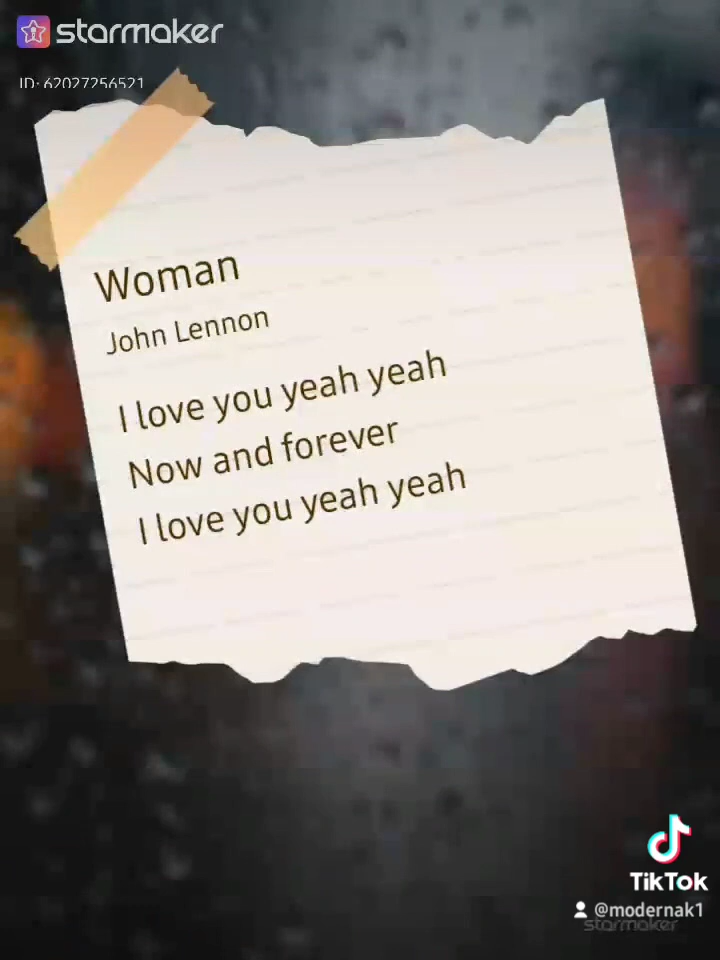 starmaker
ID: 62027256521
Woman
John Lennon
I love you yeah yeah
Now and forever
I love you yeah yeah
TikTok
@modernak1
starmaker